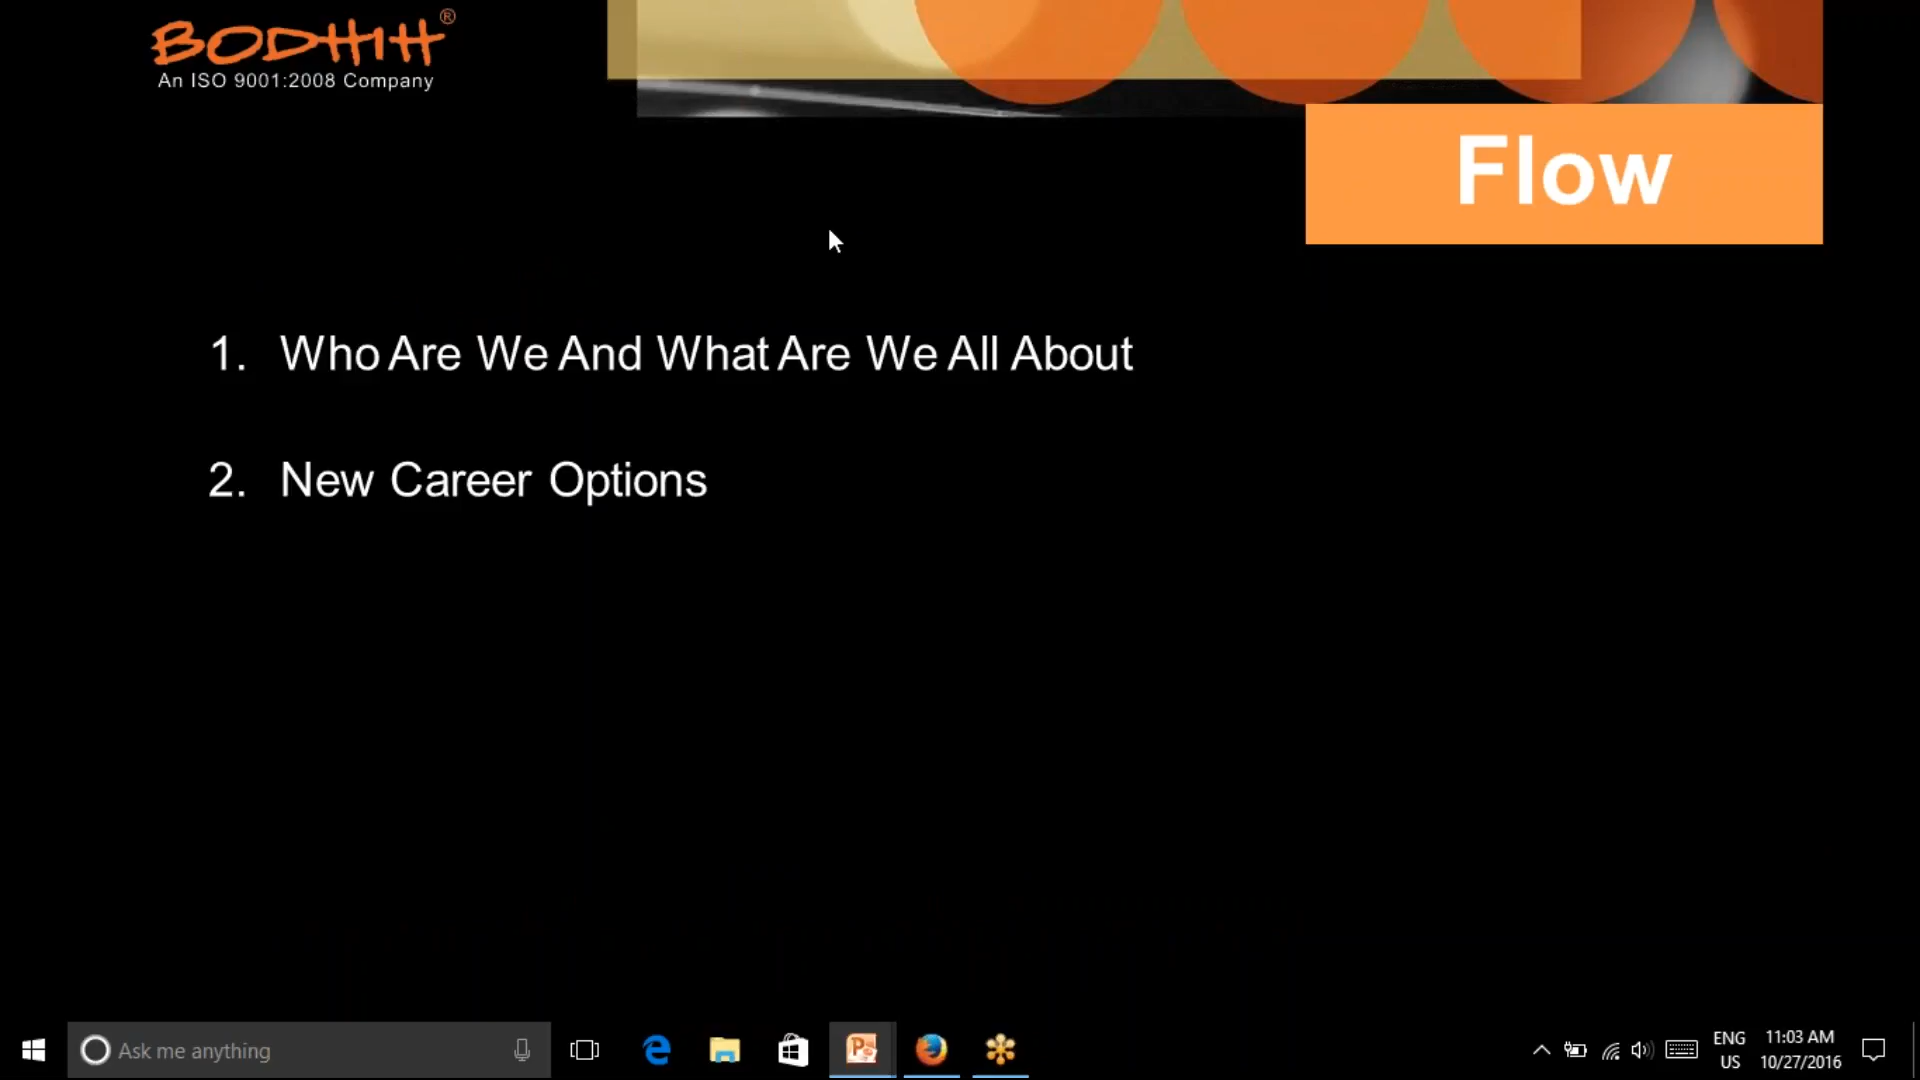 BODHIH®
An ISO 9001:2008 Company
Flow
1. Who Are We And What Are We All About
2. New Career Options
Ask me anything
ENG
US
11:03 AM
10/27/2016